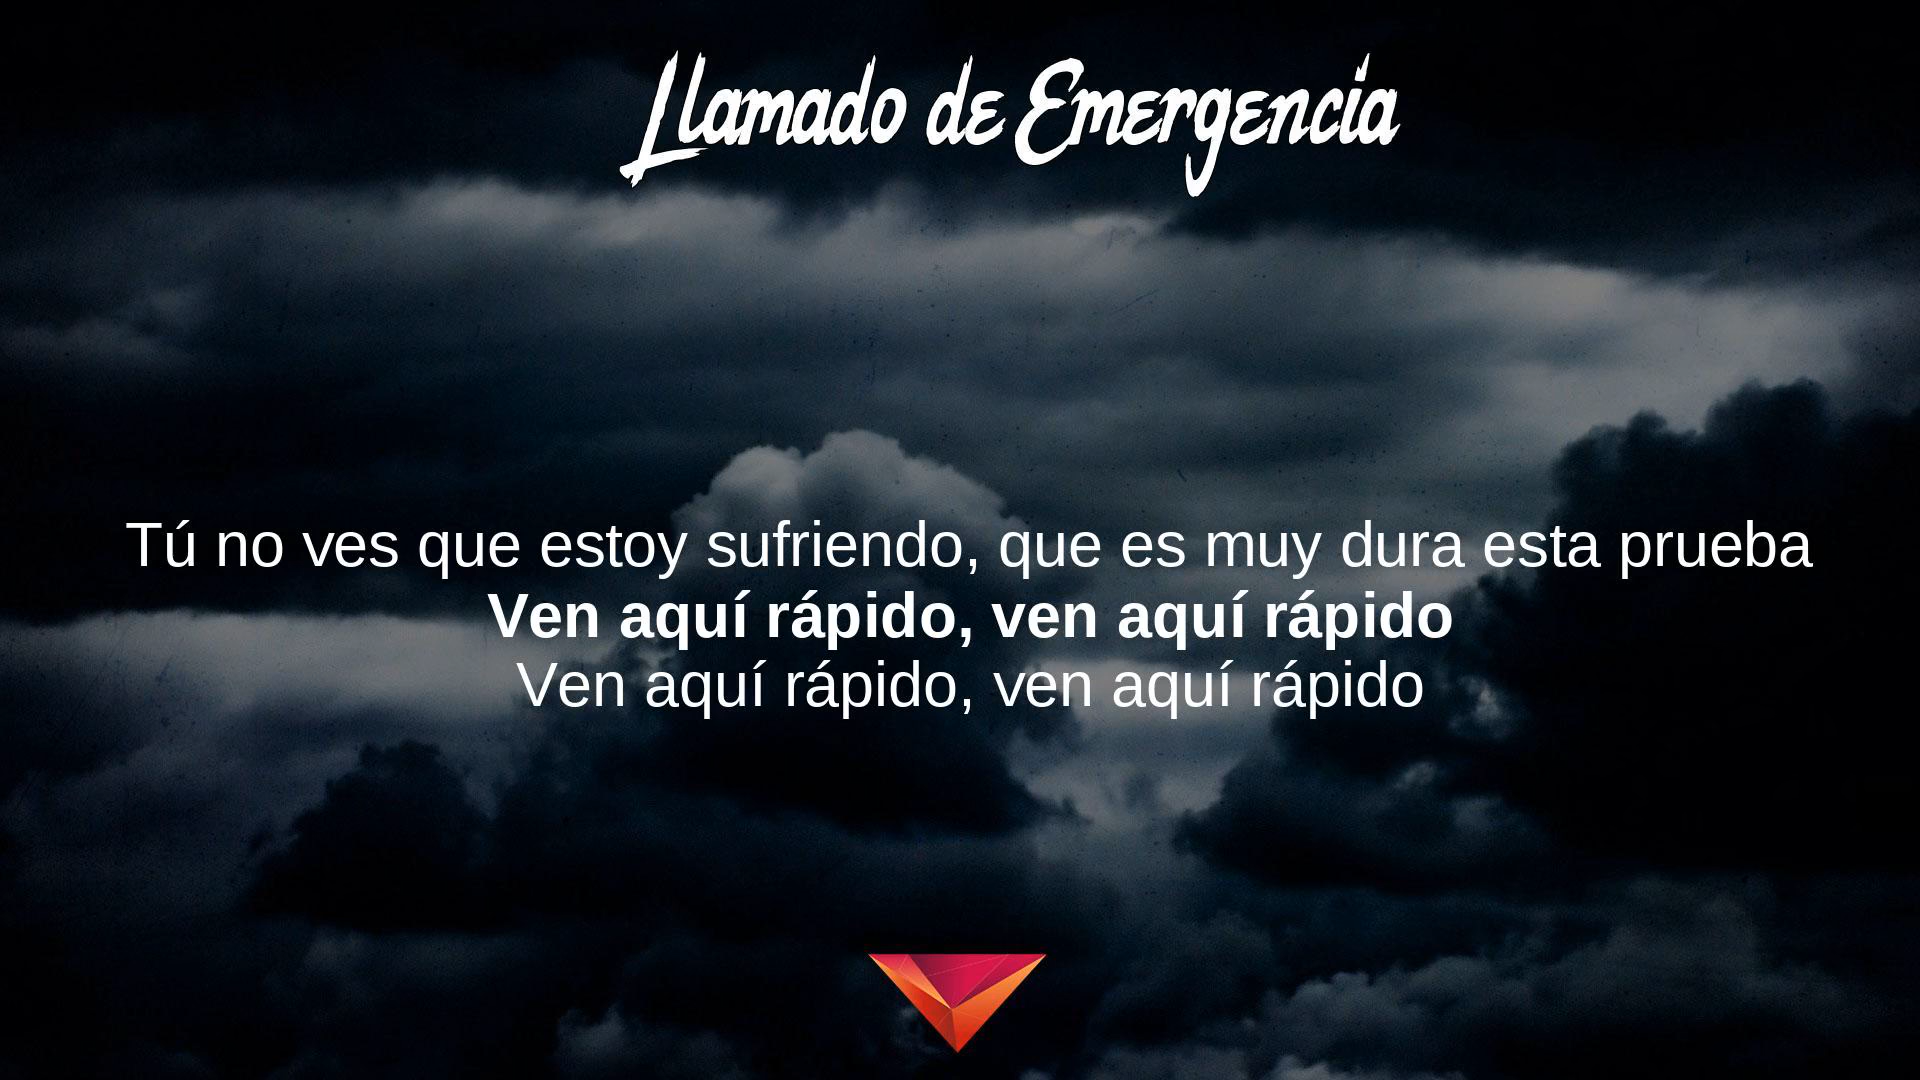 Llamado de Emergencia
Tú no ves que estoy sufriendo, que es muy dura esta prueba
Ven aquí rápido, ven aquí rápido
Ven aquí rápido, ven aquí rápido